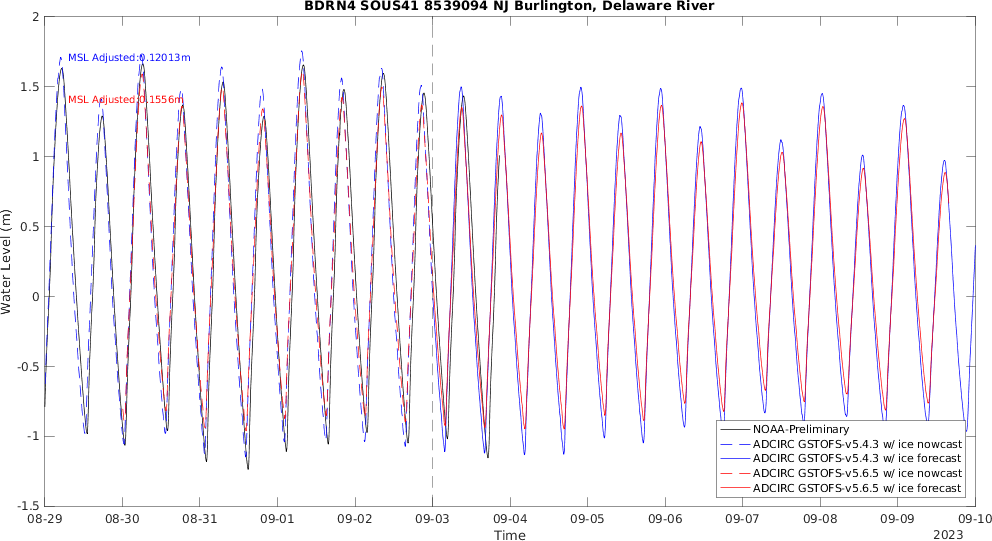 BDRN4 SOUS41 8539094 NJ Burlington, Delaware River
2
1.5
1
0.5
0
-0.5
-1
-1.5
Water Level (m)
MSL Adjusted:0.12013m
MSL Adjusted:0.1556m
NOAA-Preliminary
ADCIRC GSTOFS-v5.4.3 w/ ice nowcast
ADCIRC GSTOFS-v5.4.3 w/ ice forecast
ADCIRC GSTOFS-v5.6.5 w/ ice nowcast
ADCIRC GSTOFS-v5.6.5 w/ ice forecast
08-29 08-30 08-31 09-01 09-02 09-03 09-04 09-05 09-06 09-07 09-08 09-09 09-10
Time
2023